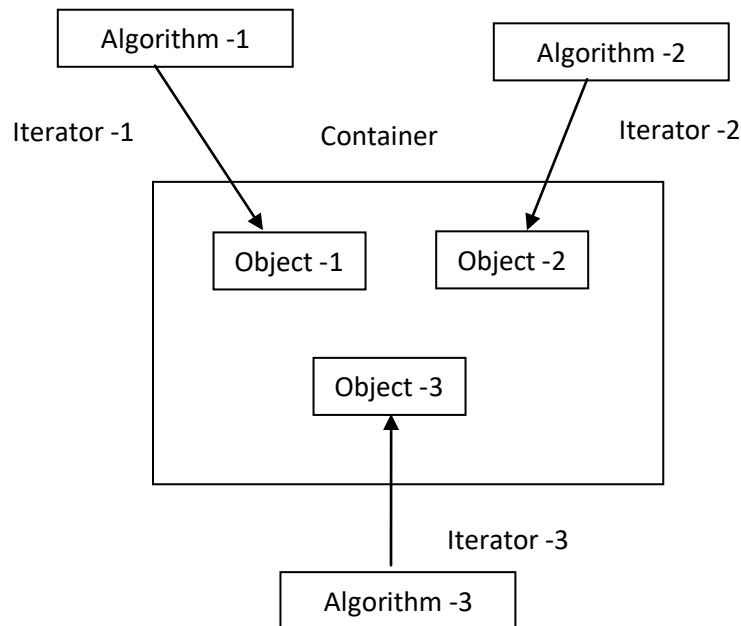 Algorithm -1
Algorithm -2
Iterator -1
Container
Iterator -2
Object -1
Object -2
Object -3
Iterator -3
Algorithm -3